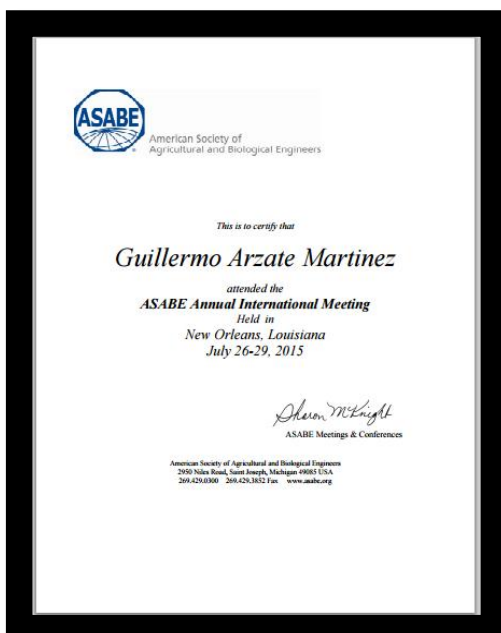 ASABE
American Society of
Agricultural and Biological Engineers
This is to certify that
Guillermo Arzate Martinez
attended the
ASABE Annual International Meeting
Held in
New Orleans, Louisiana
July 26-29, 2015
Sharon McKnight
ASABE Meetings & Conferences
American Society of Agricultural and Biological Engineers
2950 Niles Road, Saint Joseph, Michigan 49085 USA
269.429.0300 269.429.3852 Fax www.asabe.org